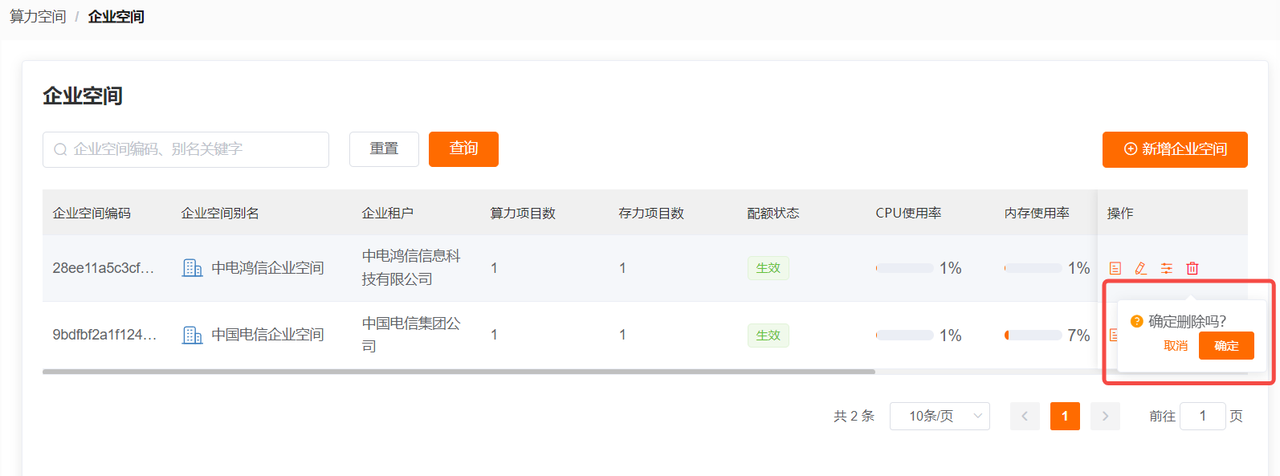 算力空间 / 企业空间
企业空间
企业空间编码、别名关键字
重置
查询
新增企业空间
企业空间编码 企业空间别名 企业租户 算力项目数 存力项目数 配额状态 CPU使用率 内存使用率 操作
28ee11a5c3cf... 中电鸿信企业空间 中电鸿信信息科
技有限公司 1 1 生效 1% 1%
9bdfbf2a1f124... 中国电信企业空间 中国电信集团公
司 1 1 生效 1% 7%
确定删除吗?
取消 确定
共 2 条 10条/页 1 前往 1 页